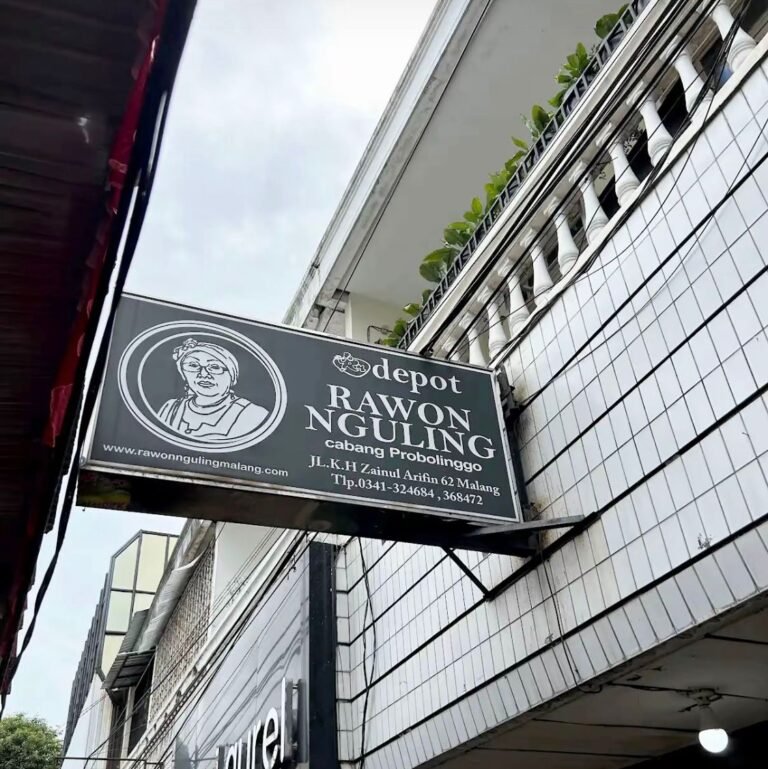 depot
RAWON
NGULING
cabang Probolinggo
JL.K.H Zainul Arifin 62 Malang
Tlp.0341-324684 , 368472
www.rawonngulingmalang.com